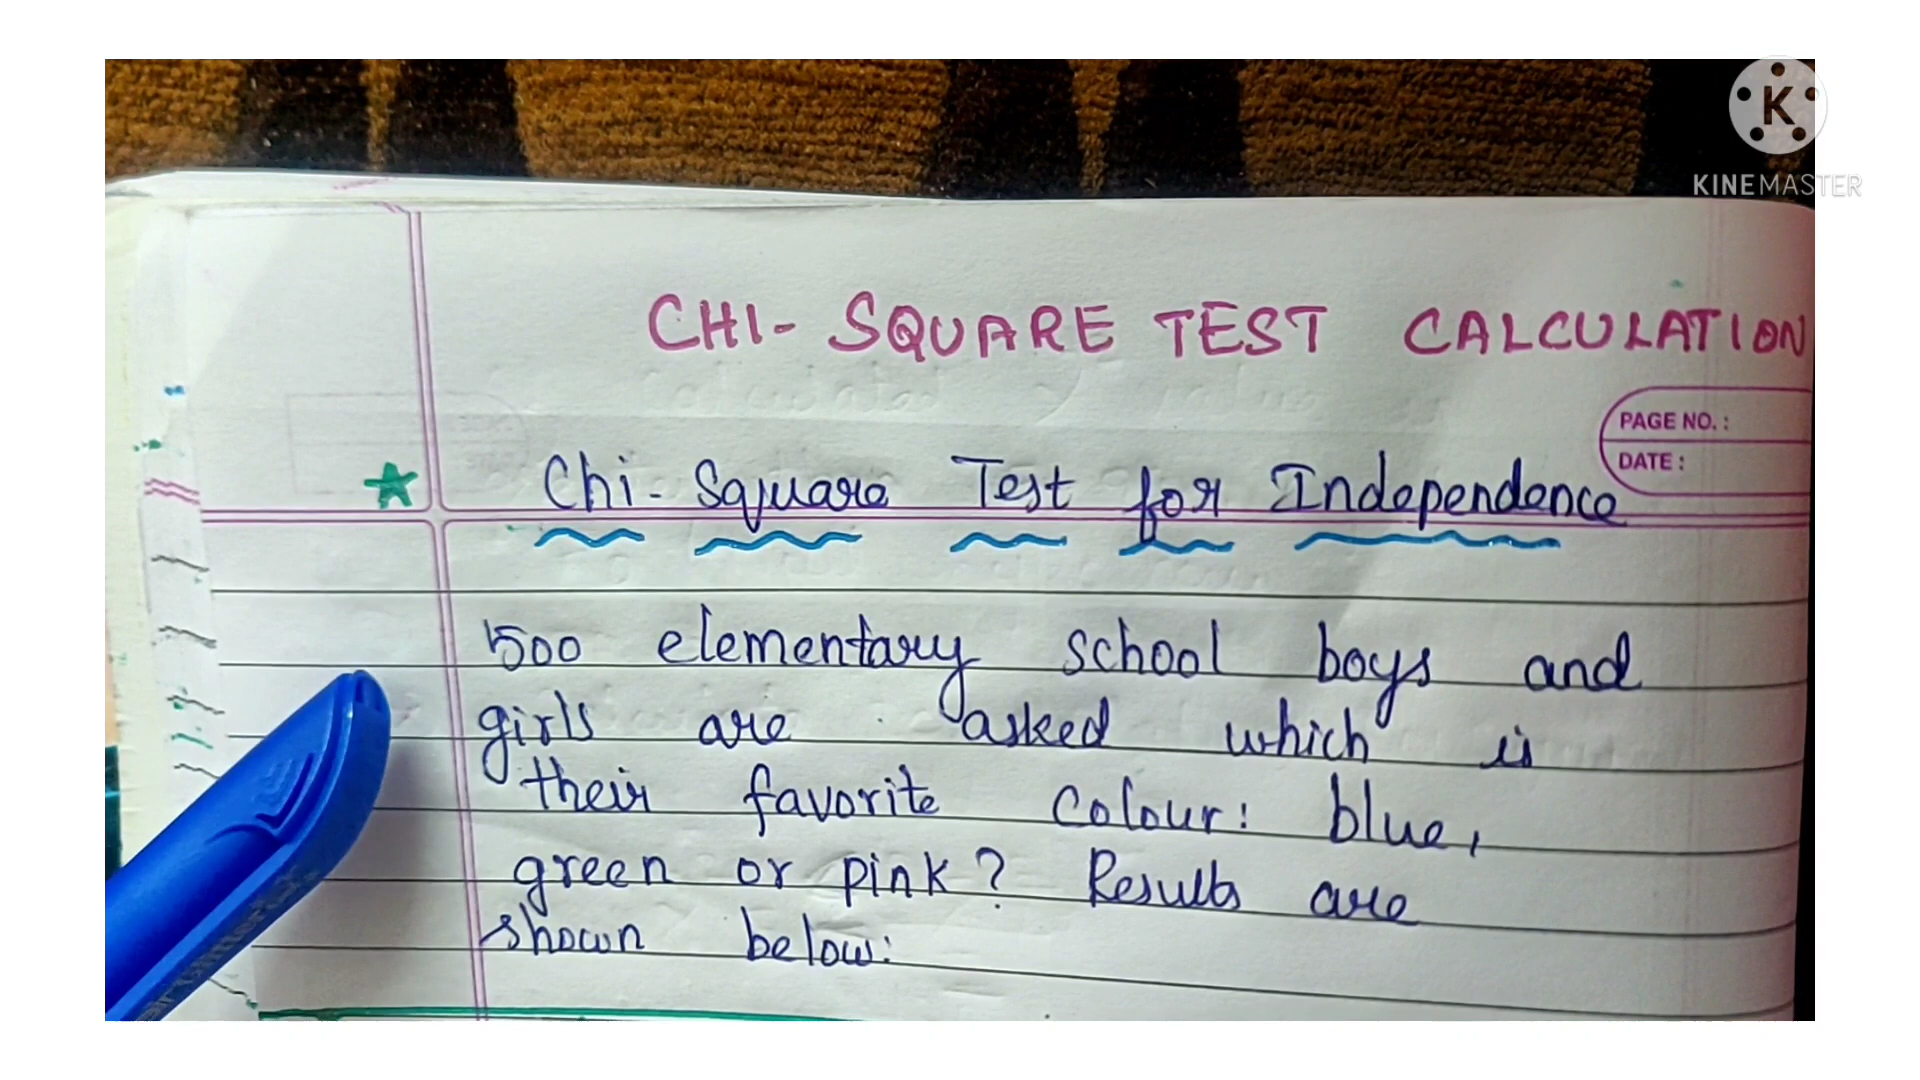 K
KINEMASTER
CHI-SQUARE TEST CALCULATION
PAGE NO. :
DATE :
Chi-Square Test for Independence
500 elementary school boys and
girls are asked which is
their favorite colour: blue,
green or pink? Results are
shown below: